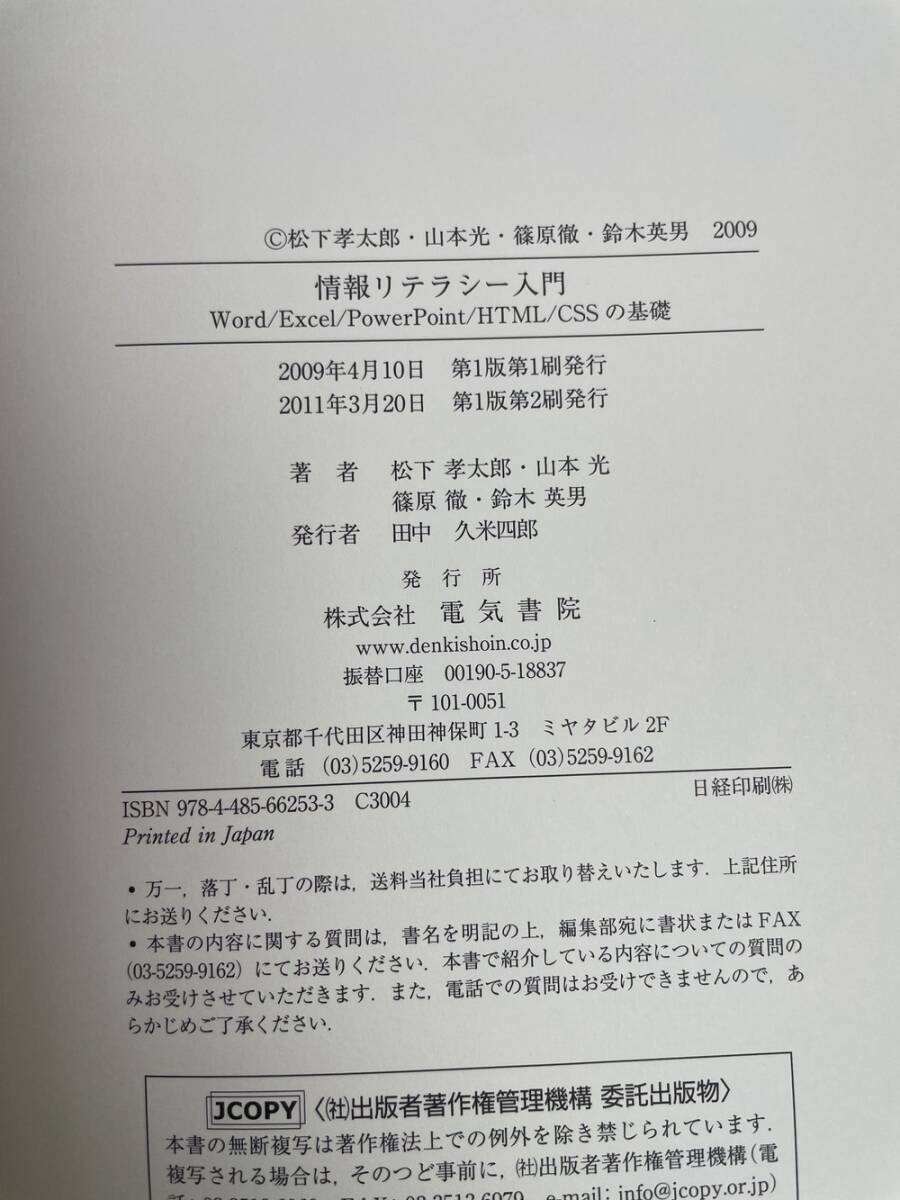 ©松下孝太郎・山本光・篠原徹・鈴木英男 2009
情報リテラシー入門
Word/Excel/PowerPoint/HTML/CSSの基礎
2009年4月10日 第1版第1刷発行
2011年3月20日 第1版第2刷発行
著者 松下 孝太郎・山本 光
篠原 徹・鈴木 英男
発行者 田中 久米四郎
発行所
株式会社 電気書院
www.denkishoin.co.jp
振替口座 00190-5-18837
〒101-0051
東京都千代田区神田神保町1-3 ミヤタビル2F
電話 (03)5259-9160 FAX (03)5259-9162
ISBN 978-4-485-66253-3 C3004 日経印刷㈱
Printed in Japan
• 万一，落丁・乱丁の際は，送料当社負担にてお取り替えいたします．上記住所
にお送りください．
• 本書の内容に関する質問は，書名を明記の上，編集部宛に書状またはFAX
(03-5259-9162) にてお送りください．本書で紹介している内容についての質問の
みお受けさせていただきます．また，電話での質問はお受けできませんので，あ
らかじめご了承ください．
JCOPY 〈㈳出版者著作権管理機構 委託出版物〉
本書の無断複写は著作権法上での例外を除き禁じられています．
複写される場合は，そのつど事前に，㈳出版者著作権管理機構（電
e-mail: info@jcopy.or.jp）